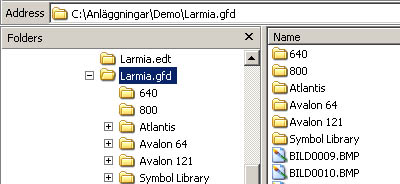 Address C:\Anläggningar\Demo\Larmia.gfd
Folders
Larmia.edt
Larmia.gfd
640
800
Atlantis
Avalon 64
Avalon 121
Symbol Library
Name
640
800
Atlantis
Avalon 64
Avalon 121
Symbol Library
BILD0009.BMP
BILD0010.BMP